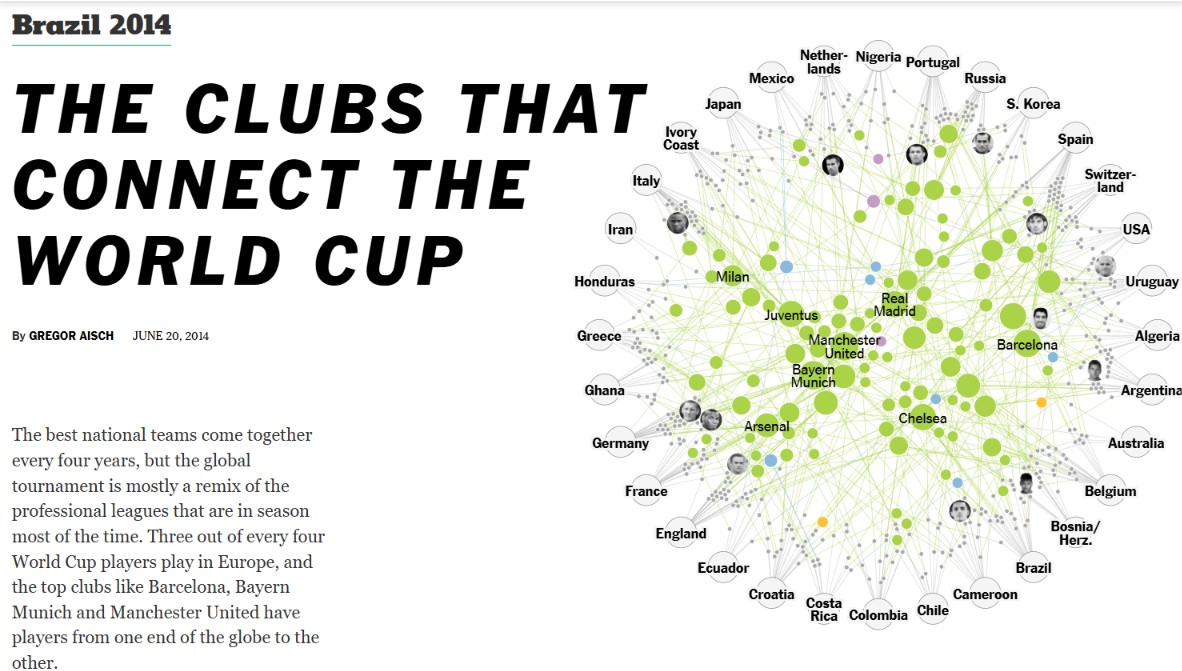 Brazil 2014
THE CLUBS THAT
CONNECT THE
WORLD CUP
By GREGOR AISCH JUNE 20, 2014
The best national teams come together
every four years, but the global
tournament is mostly a remix of the
professional leagues that are in season
most of the time. Three out of every four
World Cup players play in Europe, and
the top clubs like Barcelona, Bayern
Munich and Manchester United have
players from one end of the globe to the
other.
Nether-
lands
Nigeria
Portugal
Mexico
Russia
Japan
S. Korea
Ivory
Coast
Spain
Italy
Switzer-
land
Iran
USA
Honduras
Uruguay
Greece
Algeria
Ghana
Argentina
Germany
Australia
France
Belgium
England
Bosnia/
Herz.
Ecuador
Brazil
Croatia
Cameroon
Costa
Rica
Colombia
Chile
Milan
Juventus
Real
Madrid
Manchester
United
Barcelona
Bayern
Munich
Arsenal
Chelsea